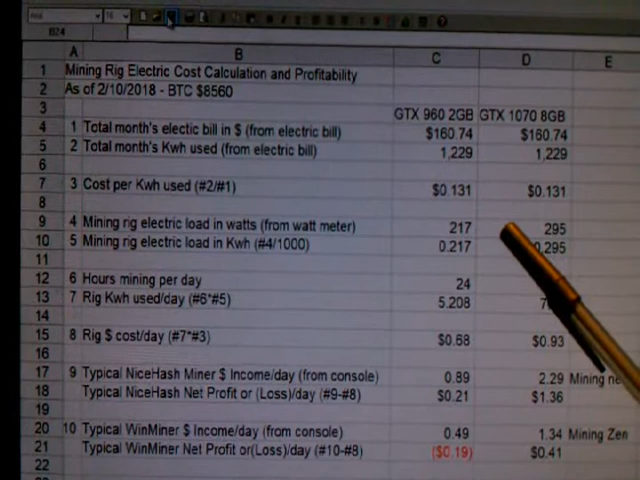 B24
A B C D E
1 Mining Rig Electric Cost Calculation and Profitability
2 As of 2/10/2018 - BTC $8560
3 GTX 960 2GB GTX 1070 8GB
4 1 Total month's electic bill in $ (from electric bill) $160.74 $160.74
5 2 Total month's Kwh used (from electric bill) 1,229 1,229
6
7 3 Cost per Kwh used (#2/#1) $0.131 $0.131
8
9 4 Mining rig electric load in watts (from watt meter) 217 295
10 5 Mining rig electric load in Kwh (#4/1000) 0.217 0.295
11
12 6 Hours mining per day 24
13 7 Rig Kwh used/day (#6*#5) 5.208
14
15 8 Rig $ cost/day (#7*#3) $0.68 $0.93
16
17 9 Typical NiceHash Miner $ Income/day (from console) 0.89 2.29 Mining
18 Typical NiceHash Net Profit or (Loss)/day (#9-#8) $0.21 $1.36
19
20 10 Typical WinMiner $ Income/day (from console) 0.49 1.34 Mining Zen
21 Typical WinMiner Net Profit or(Loss)/day (#10-#8) ($0.19) $0.41
22